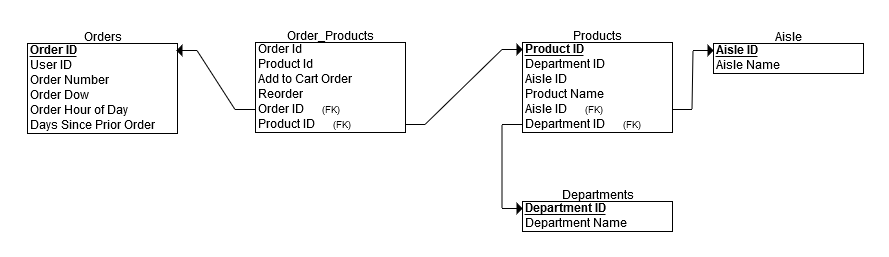 Orders
Order ID
User ID
Order Number
Order Dow
Order Hour of Day
Days Since Prior Order
Order_Products
Order Id
Product Id
Add to Cart Order
Reorder
Order ID (FK)
Product ID (FK)
Products
Product ID
Department ID
Aisle ID
Product Name
Aisle ID (FK)
Department ID (FK)
Aisle
Aisle ID
Aisle Name
Departments
Department ID
Department Name